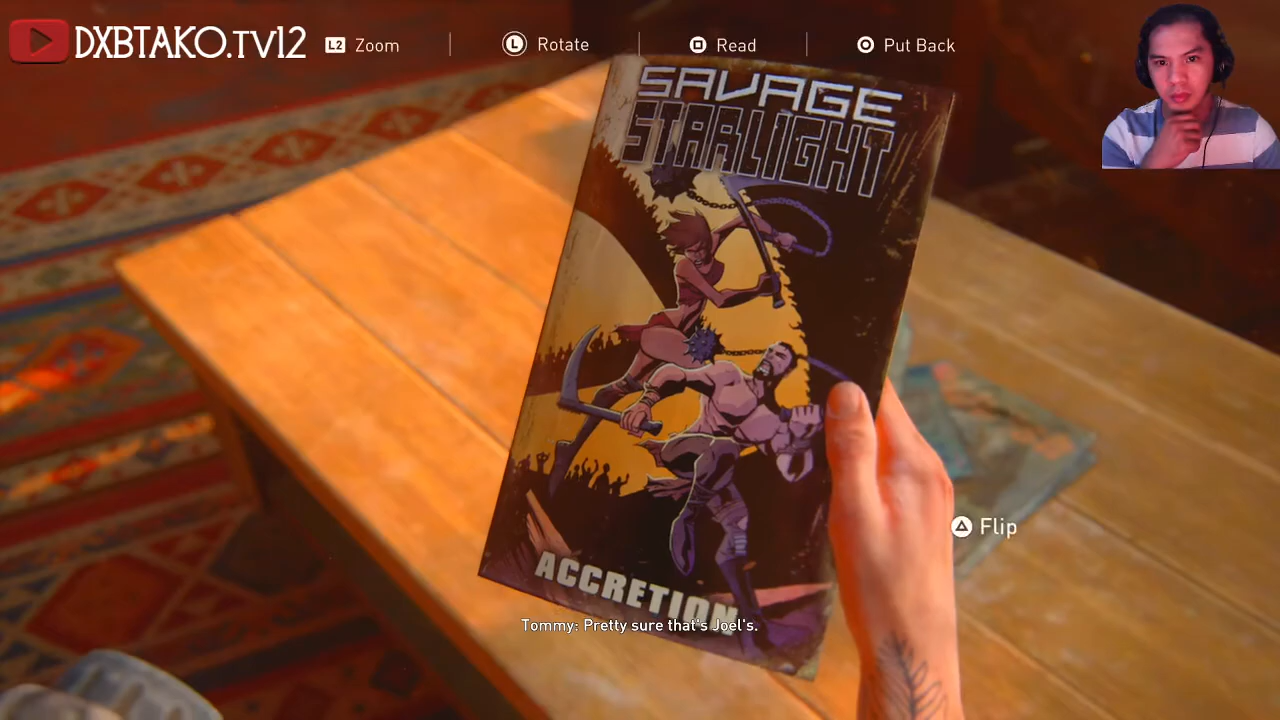 DXBTAKO.TV12
L2 Zoom
L Rotate
Read
Put Back
SAVAGE
STARLIGHT
Flip
ACCRETION
Tommy: Pretty sure that's Joel's.